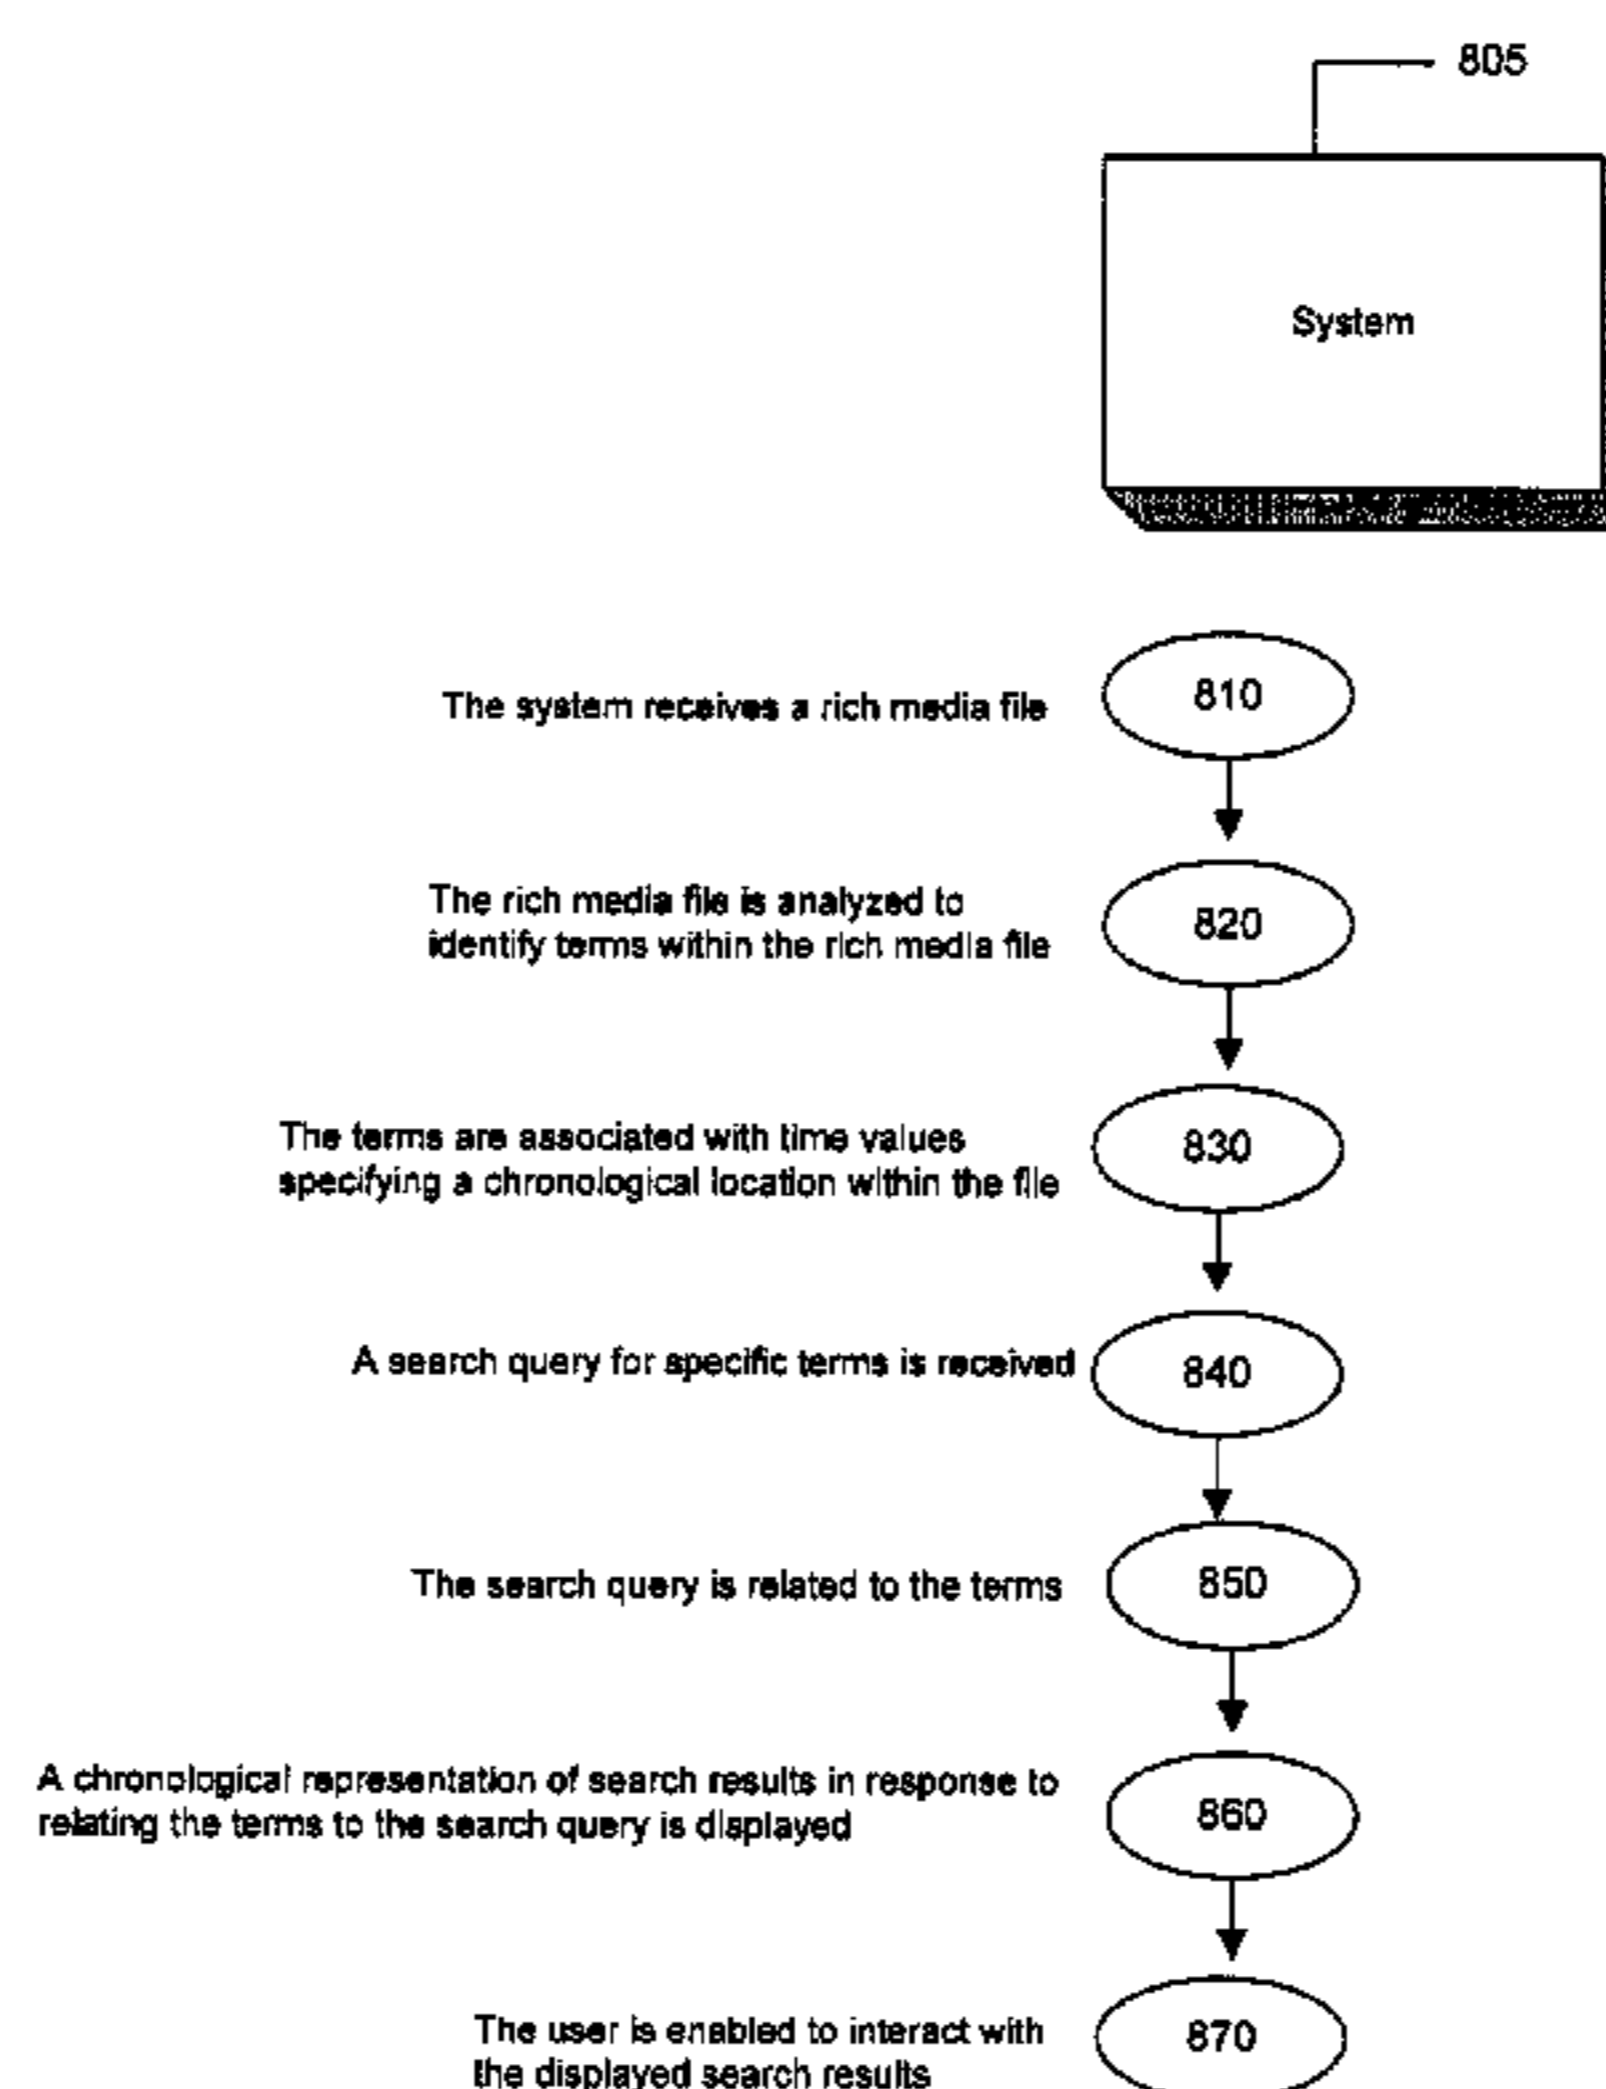 805
System
The system receives a rich media file
810
The rich media file is analyzed to
identify terms within the rich media file
820
The terms are associated with time values
specifying a chronological location within the file
830
A search query for specific terms is received
840
The search query is related to the terms
850
A chronological representation of search results in response to
relating the terms to the search query is displayed
860
The user is enabled to interact with
the displayed search results
870